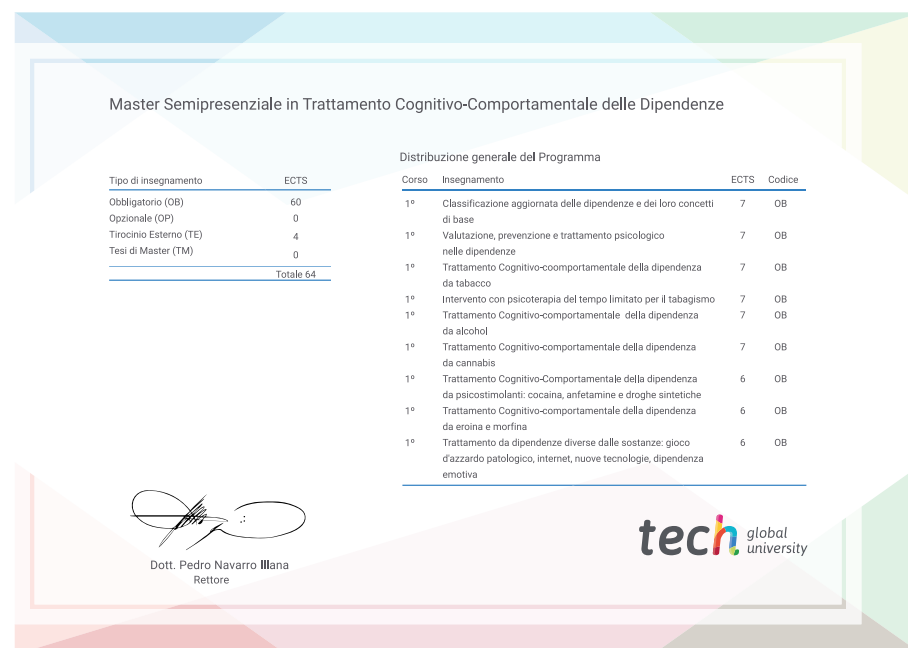 Master Semipresenziale in Trattamento Cognitivo-Comportamentale delle Dipendenze
Tipo di insegnamento ECTS
Obbligatorio (OB) 60
Opzionale (OP) 0
Tirocinio Esterno (TE) 4
Tesi di Master (TM) 0
Totale 64
Distribuzione generale del Programma
Corso Insegnamento ECTS Codice
1º Classificazione aggiornata delle dipendenze e dei loro concetti 7 OB
di base
1º Valutazione, prevenzione e trattamento psicologico 7 OB
nelle dipendenze
1º Trattamento Cognitivo-coomportamentale della dipendenza 7 OB
da tabacco
1º Intervento con psicoterapia del tempo limitato per il tabagismo 7 OB
1º Trattamento Cognitivo-comportamentale della dipendenza 7 OB
da alcohol
1º Trattamento Cognitivo-comportamentale della dipendenza 7 OB
da cannabis
1º Trattamento Cognitivo-Comportamentale della dipendenza 6 OB
da psicostimolanti: cocaina, anfetamine e droghe sintetiche
1º Trattamento Cognitivo-comportamentale della dipendenza 6 OB
da eroina e morfina
1º Trattamento da dipendenze diverse dalle sostanze: gioco 6 OB
d'azzardo patologico, internet, nuove tecnologie, dipendenza
emotiva
Dott. Pedro Navarro Illana
Rettore
tech global
university